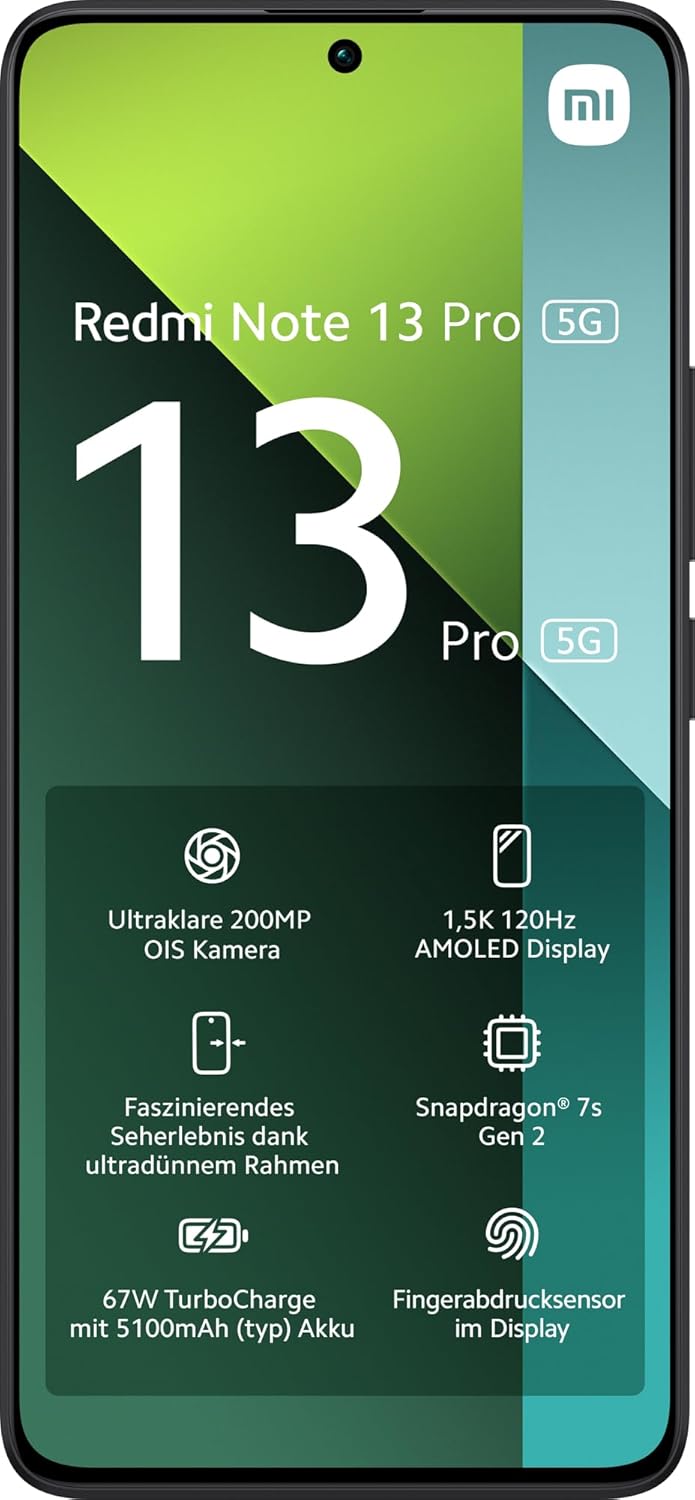 mi
Redmi Note 13 Pro 5G
13
Pro 5G
Ultraklare 200MP
OIS Kamera
1,5K 120Hz
AMOLED Display
Faszinierendes
Seherlebnis dank
ultradünnem Rahmen
Snapdragon® 7s
Gen 2
67W TurboCharge
mit 5100mAh (typ) Akku
Fingerabdrucksensor
im Display